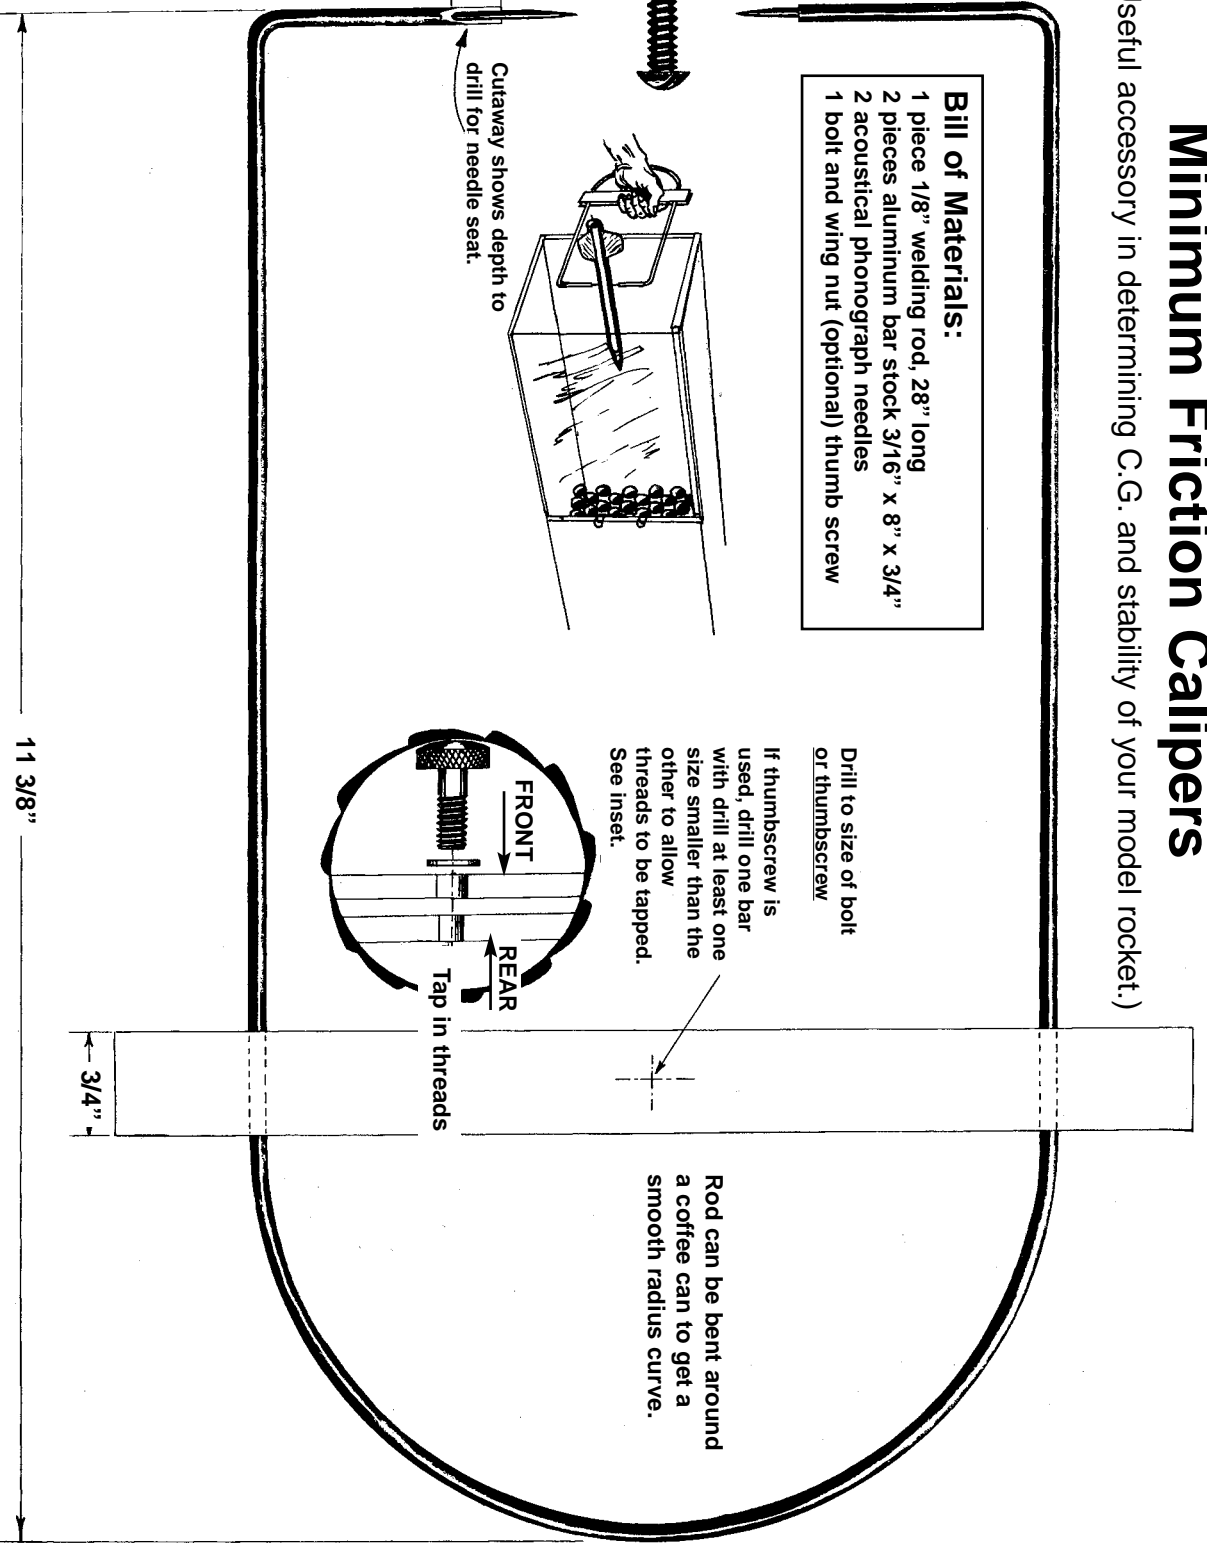 Minimum Friction Calipers
seful accessory in determining C.G. and stability of your model rocket.)
Bill of Materials:
1 piece 1/8” welding rod, 28” long
2 pieces aluminum bar stock 3/16” x 8” x 3/4”
2 acoustical phonograph needles
1 bolt and wing nut (optional) thumb screw
Cutaway shows depth to
drill for needle seat.
Drill to size of bolt
or thumbscrew
If thumbscrew is
used, drill one bar
with drill at least one
size smaller than the
other to allow
threads to be tapped.
See inset.
FRONT
REAR
Tap in threads
Rod can be bent around
a coffee can to get a
smooth radius curve.
3/4”
11 3/8”